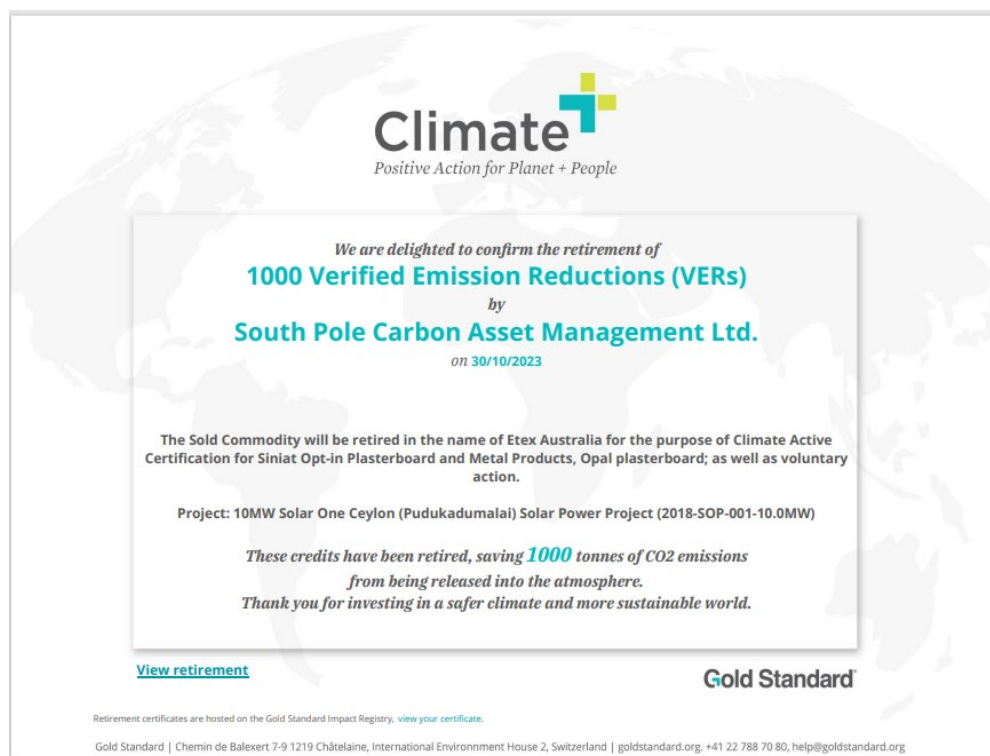 Climate
Positive Action for Planet + People
We are delighted to confirm the retirement of
1000 Verified Emission Reductions (VERs)
by
South Pole Carbon Asset Management Ltd.
on 30/10/2023
The Sold Commodity will be retired in the name of Etex Australia for the purpose of Climate Active
Certification for Siniat Opt-in Plasterboard and Metal Products, Opal plasterboard; as well as voluntary
action.
Project: 10MW Solar One Ceylon (Pudukadumalai) Solar Power Project (2018-SOP-001-10.0MW)
These credits have been retired, saving 1000 tonnes of CO2 emissions
from being released into the atmosphere.
Thank you for investing in a safer climate and more sustainable world.
View retirement
Gold Standard
Retirement certificates are hosted on the Gold Standard Impact Registry, view your certificate.
Gold Standard | Chemin de Balexert 7-9 1219 Châtelaine, International Environnment House 2, Switzerland | goldstandard.org, +41 22 788 70 80, help@goldstandard.org